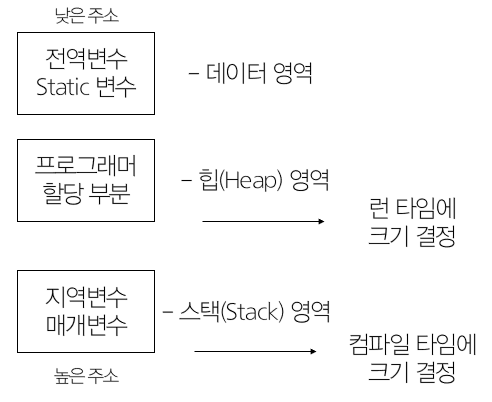 낮은 주소
전역변수
Static 변수
– 데이터 영역
프로그래머
할당 부분
– 힙(Heap) 영역
런 타임에
크기 결정
지역변수
매개변수
– 스택(Stack) 영역
컴파일 타임에
크기 결정
높은 주소